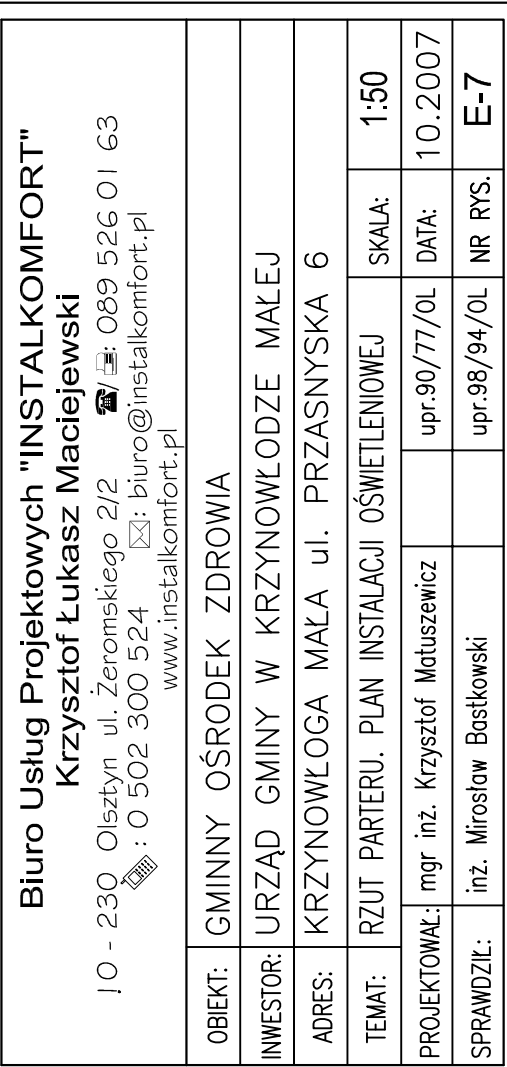 Biuro Usług Projektowych "INSTALKOMFORT"
Krzysztof Łukasz Maciejewski
10 - 230 Olsztyn ul. Żeromskiego 2/2 ☎/📠: 089 526 01 63
: 0 502 300 524 ✉: biuro@instalkomfort.pl
www.instalkomfort.pl
OBIEKT: GMINNY OŚRODEK ZDROWIA
INWESTOR: URZĄD GMINY W KRZYNOWŁODZE MAŁEJ
ADRES: KRZYNOWŁOGA MAŁA ul. PRZASNYSKA 6
TEMAT: RZUT PARTERU. PLAN INSTALACJI OŚWIETLENIOWEJ SKALA: 1:50
PROJEKTOWAŁ: mgr inż. Krzysztof Matuszewicz upr.90/77/OL DATA: 10.2007
SPRAWDZIŁ: inż. Mirosław Bastkowski upr.98/94/OL NR RYS. E-7